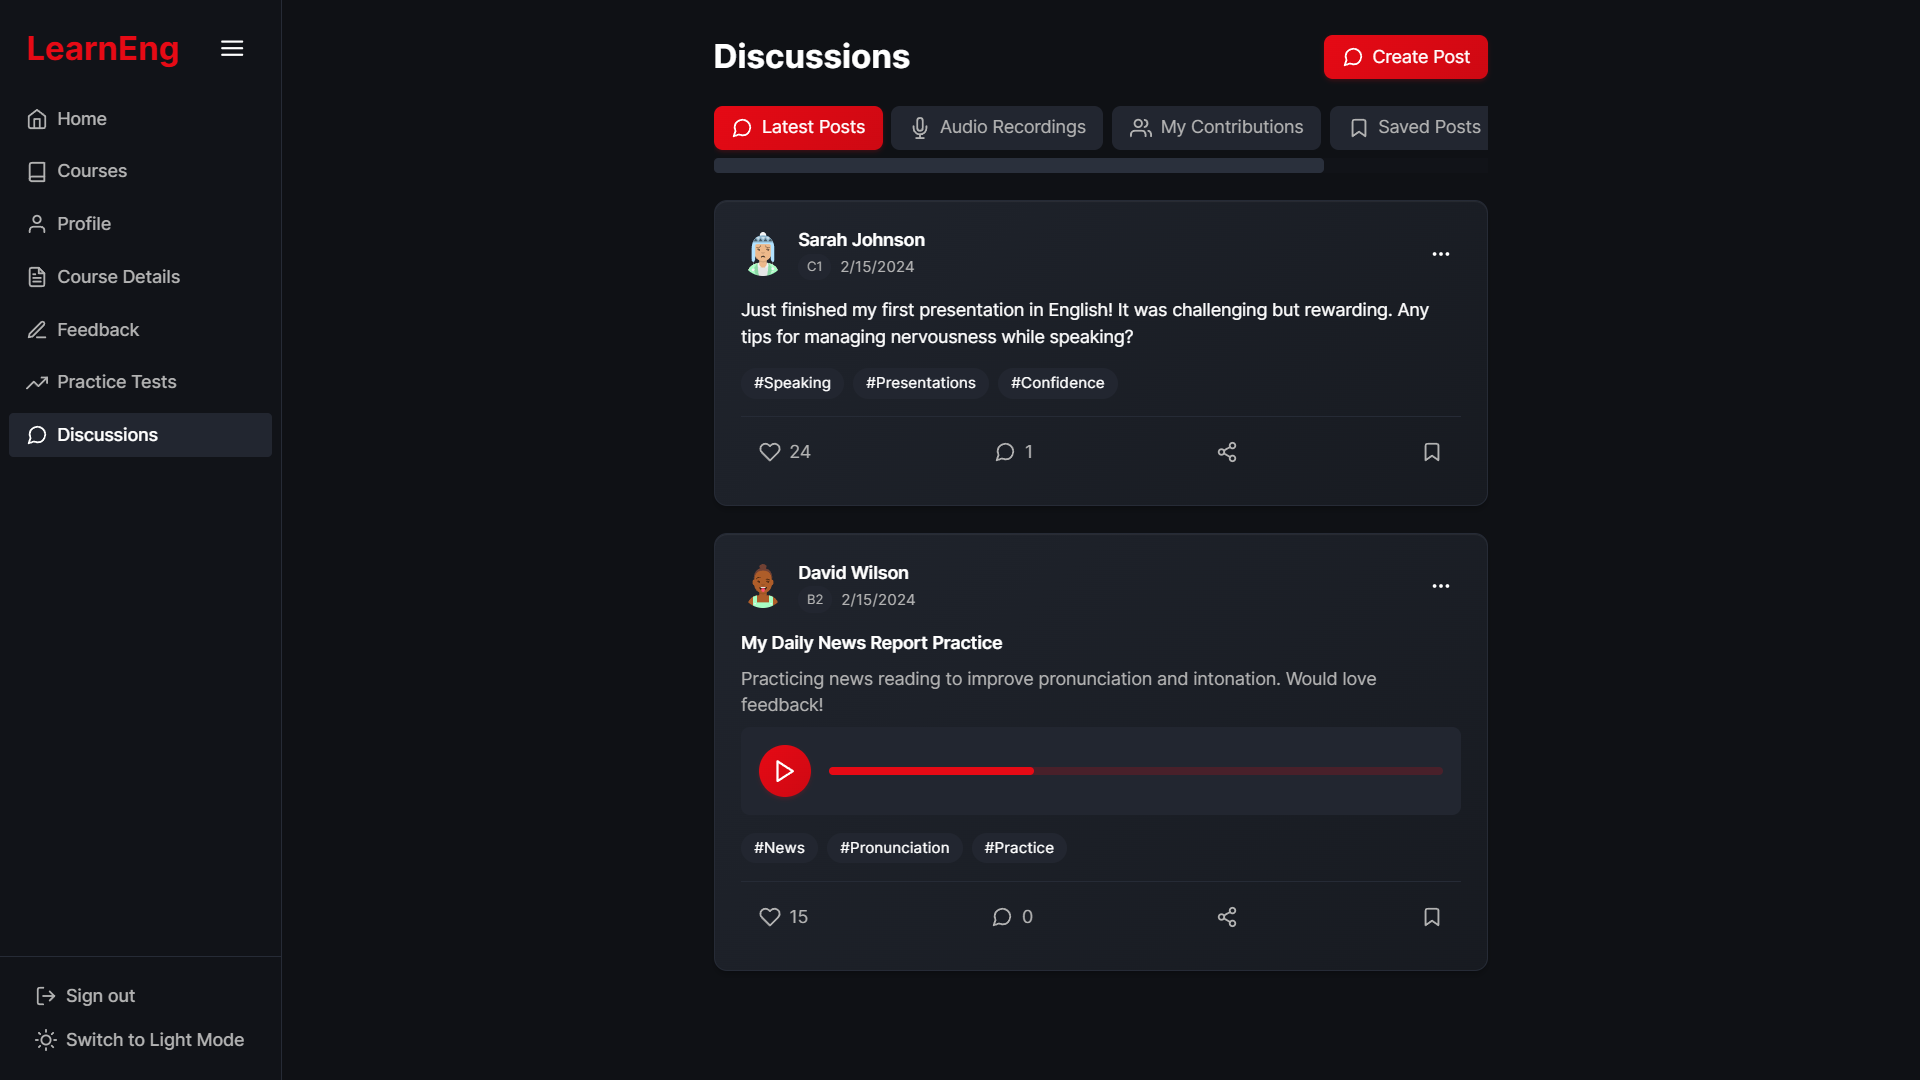 LearnEng
Home
Courses
Profile
Course Details
Feedback
Practice Tests
Discussions
Sign out
Switch to Light Mode
Discussions
Create Post
Latest Posts
Audio Recordings
My Contributions
Saved Posts
Sarah Johnson
C1 2/15/2024
Just finished my first presentation in English! It was challenging but rewarding. Any
tips for managing nervousness while speaking?
#Speaking #Presentations #Confidence
24 1
David Wilson
B2 2/15/2024
My Daily News Report Practice
Practicing news reading to improve pronunciation and intonation. Would love
feedback!
#News #Pronunciation #Practice
15 0